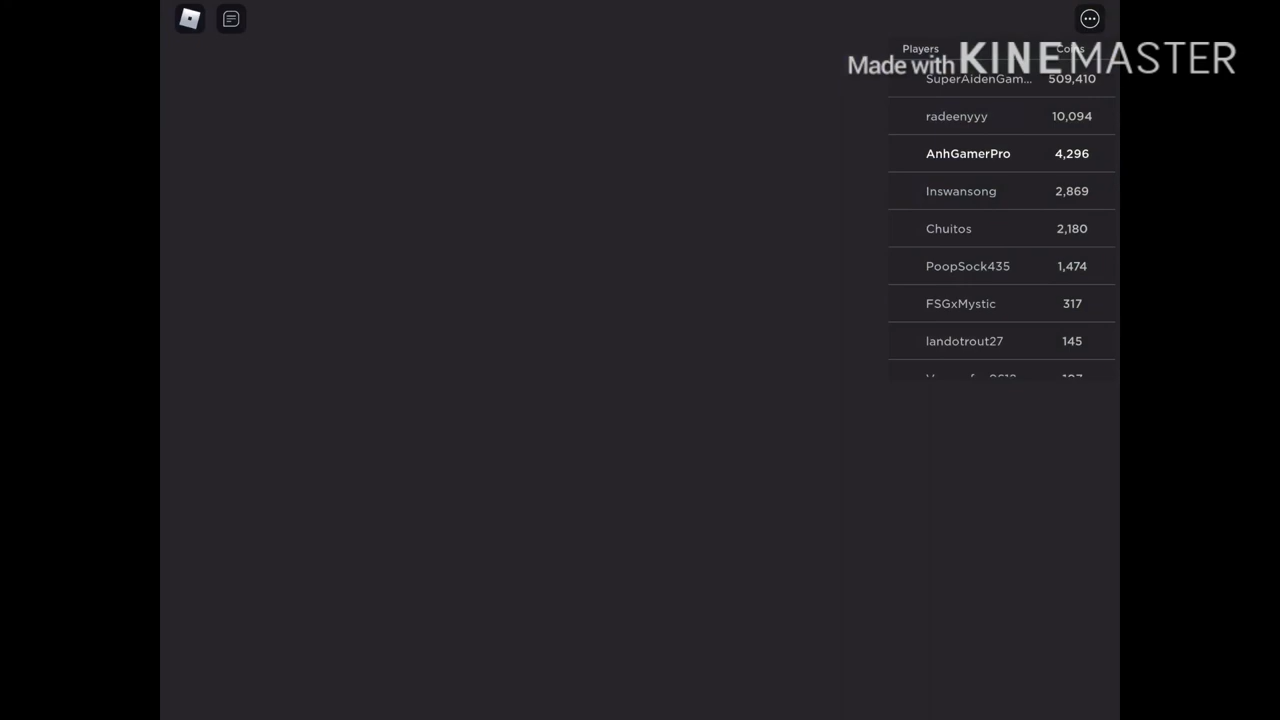 Players Coins
Made with KINEMASTER
SuperAidenGam... 509,410
radeenyyy 10,094
AnhGamerPro 4,296
Inswansong 2,869
Chuitos 2,180
PoopSock435 1,474
FSGxMystic 317
landotrout27 145